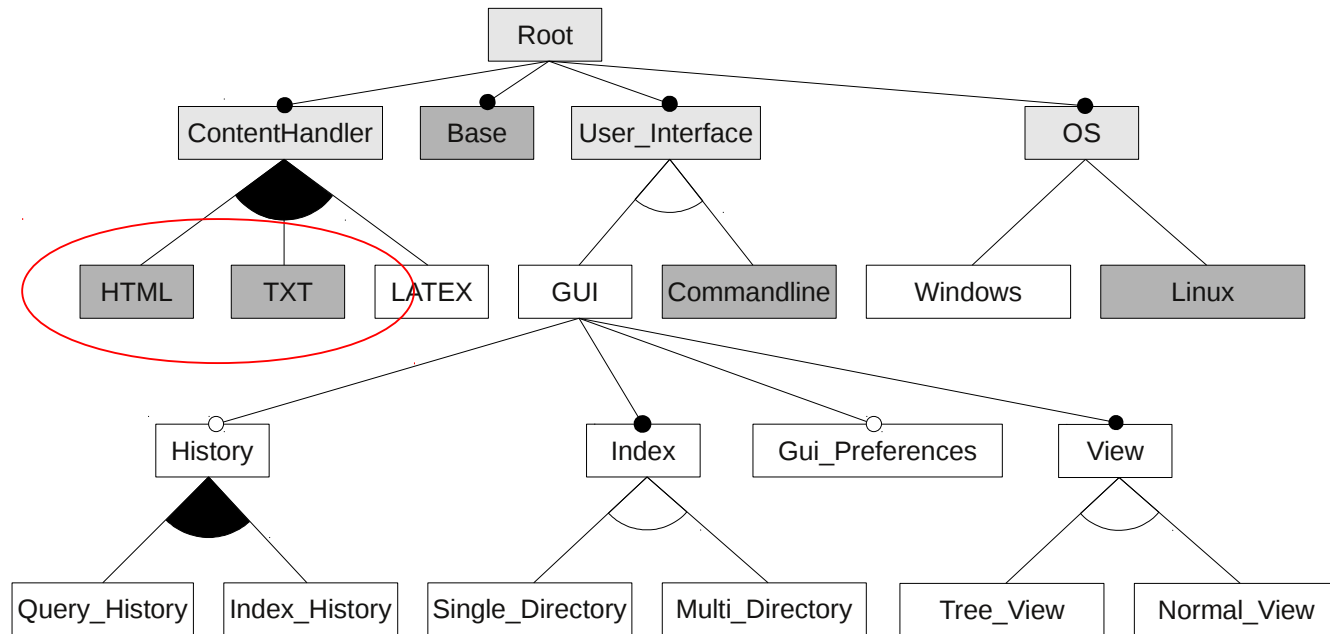 Root
ContentHandler
Base
User_Interface
OS
HTML
TXT
LATEX
GUI
Commandline
Windows
Linux
History
Index
Gui_Preferences
View
Query_History
Index_History
Single_Directory
Multi_Directory
Tree_View
Normal_View